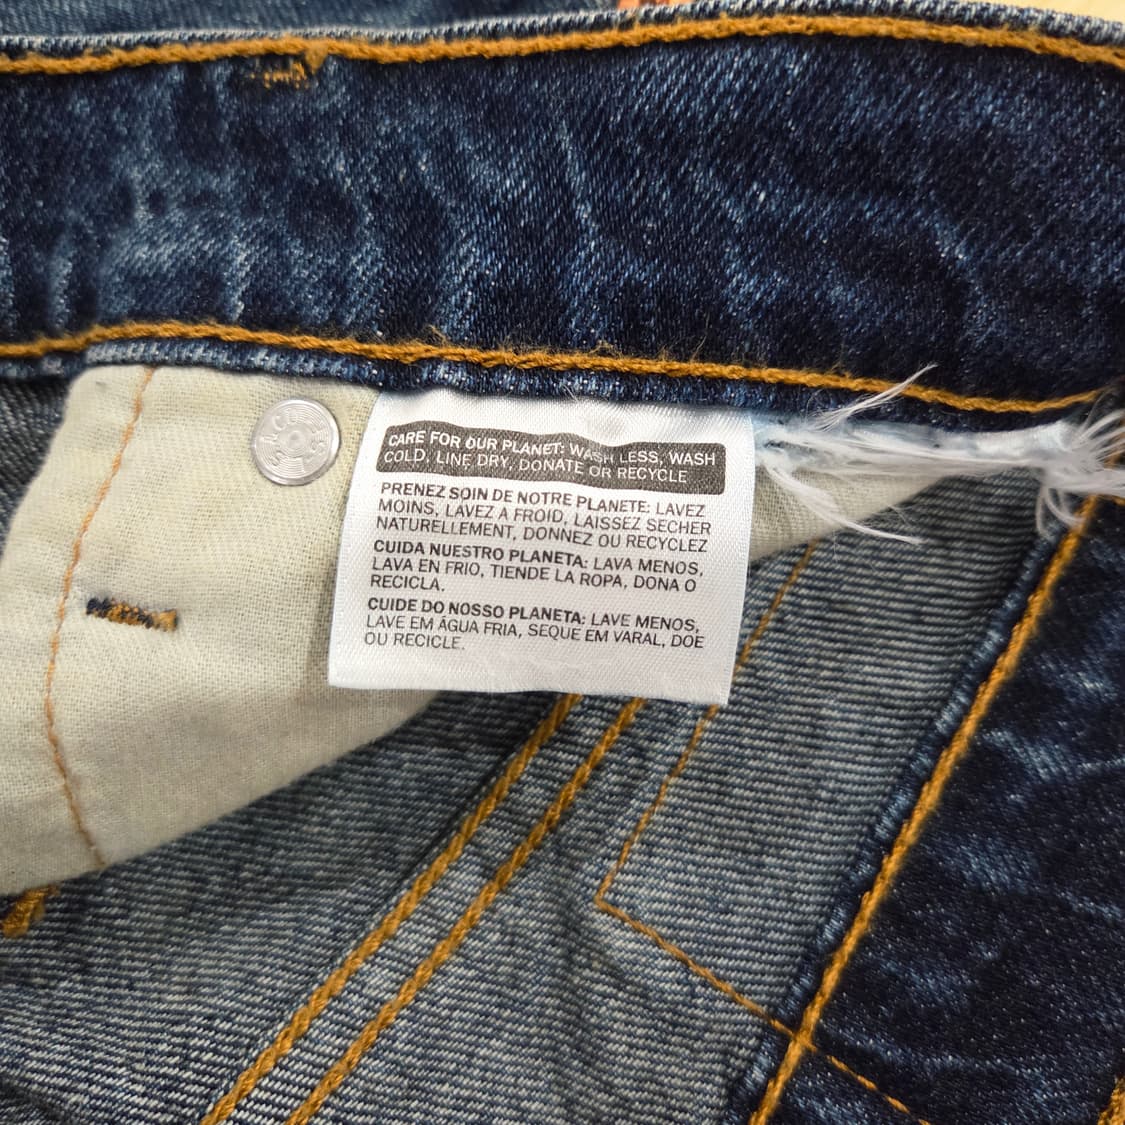 CARE FOR OUR PLANET: WASH LESS, WASH
COLD, LINE DRY, DONATE OR RECYCLE
PRENEZ SOIN DE NOTRE PLANETE: LAVEZ
MOINS, LAVEZ A FROID, LAISSEZ SECHER
NATURELLEMENT, DONNEZ OU RECYCLEZ
CUIDA NUESTRO PLANETA: LAVA MENOS,
LAVA EN FRIO, TIENDE LA ROPA, DONA O
RECICLA.
CUIDE DO NOSSO PLANETA: LAVE MENOS,
LAVE EM ÁGUA FRIA, SEQUE EM VARAL, DOE
OU RECICLE.